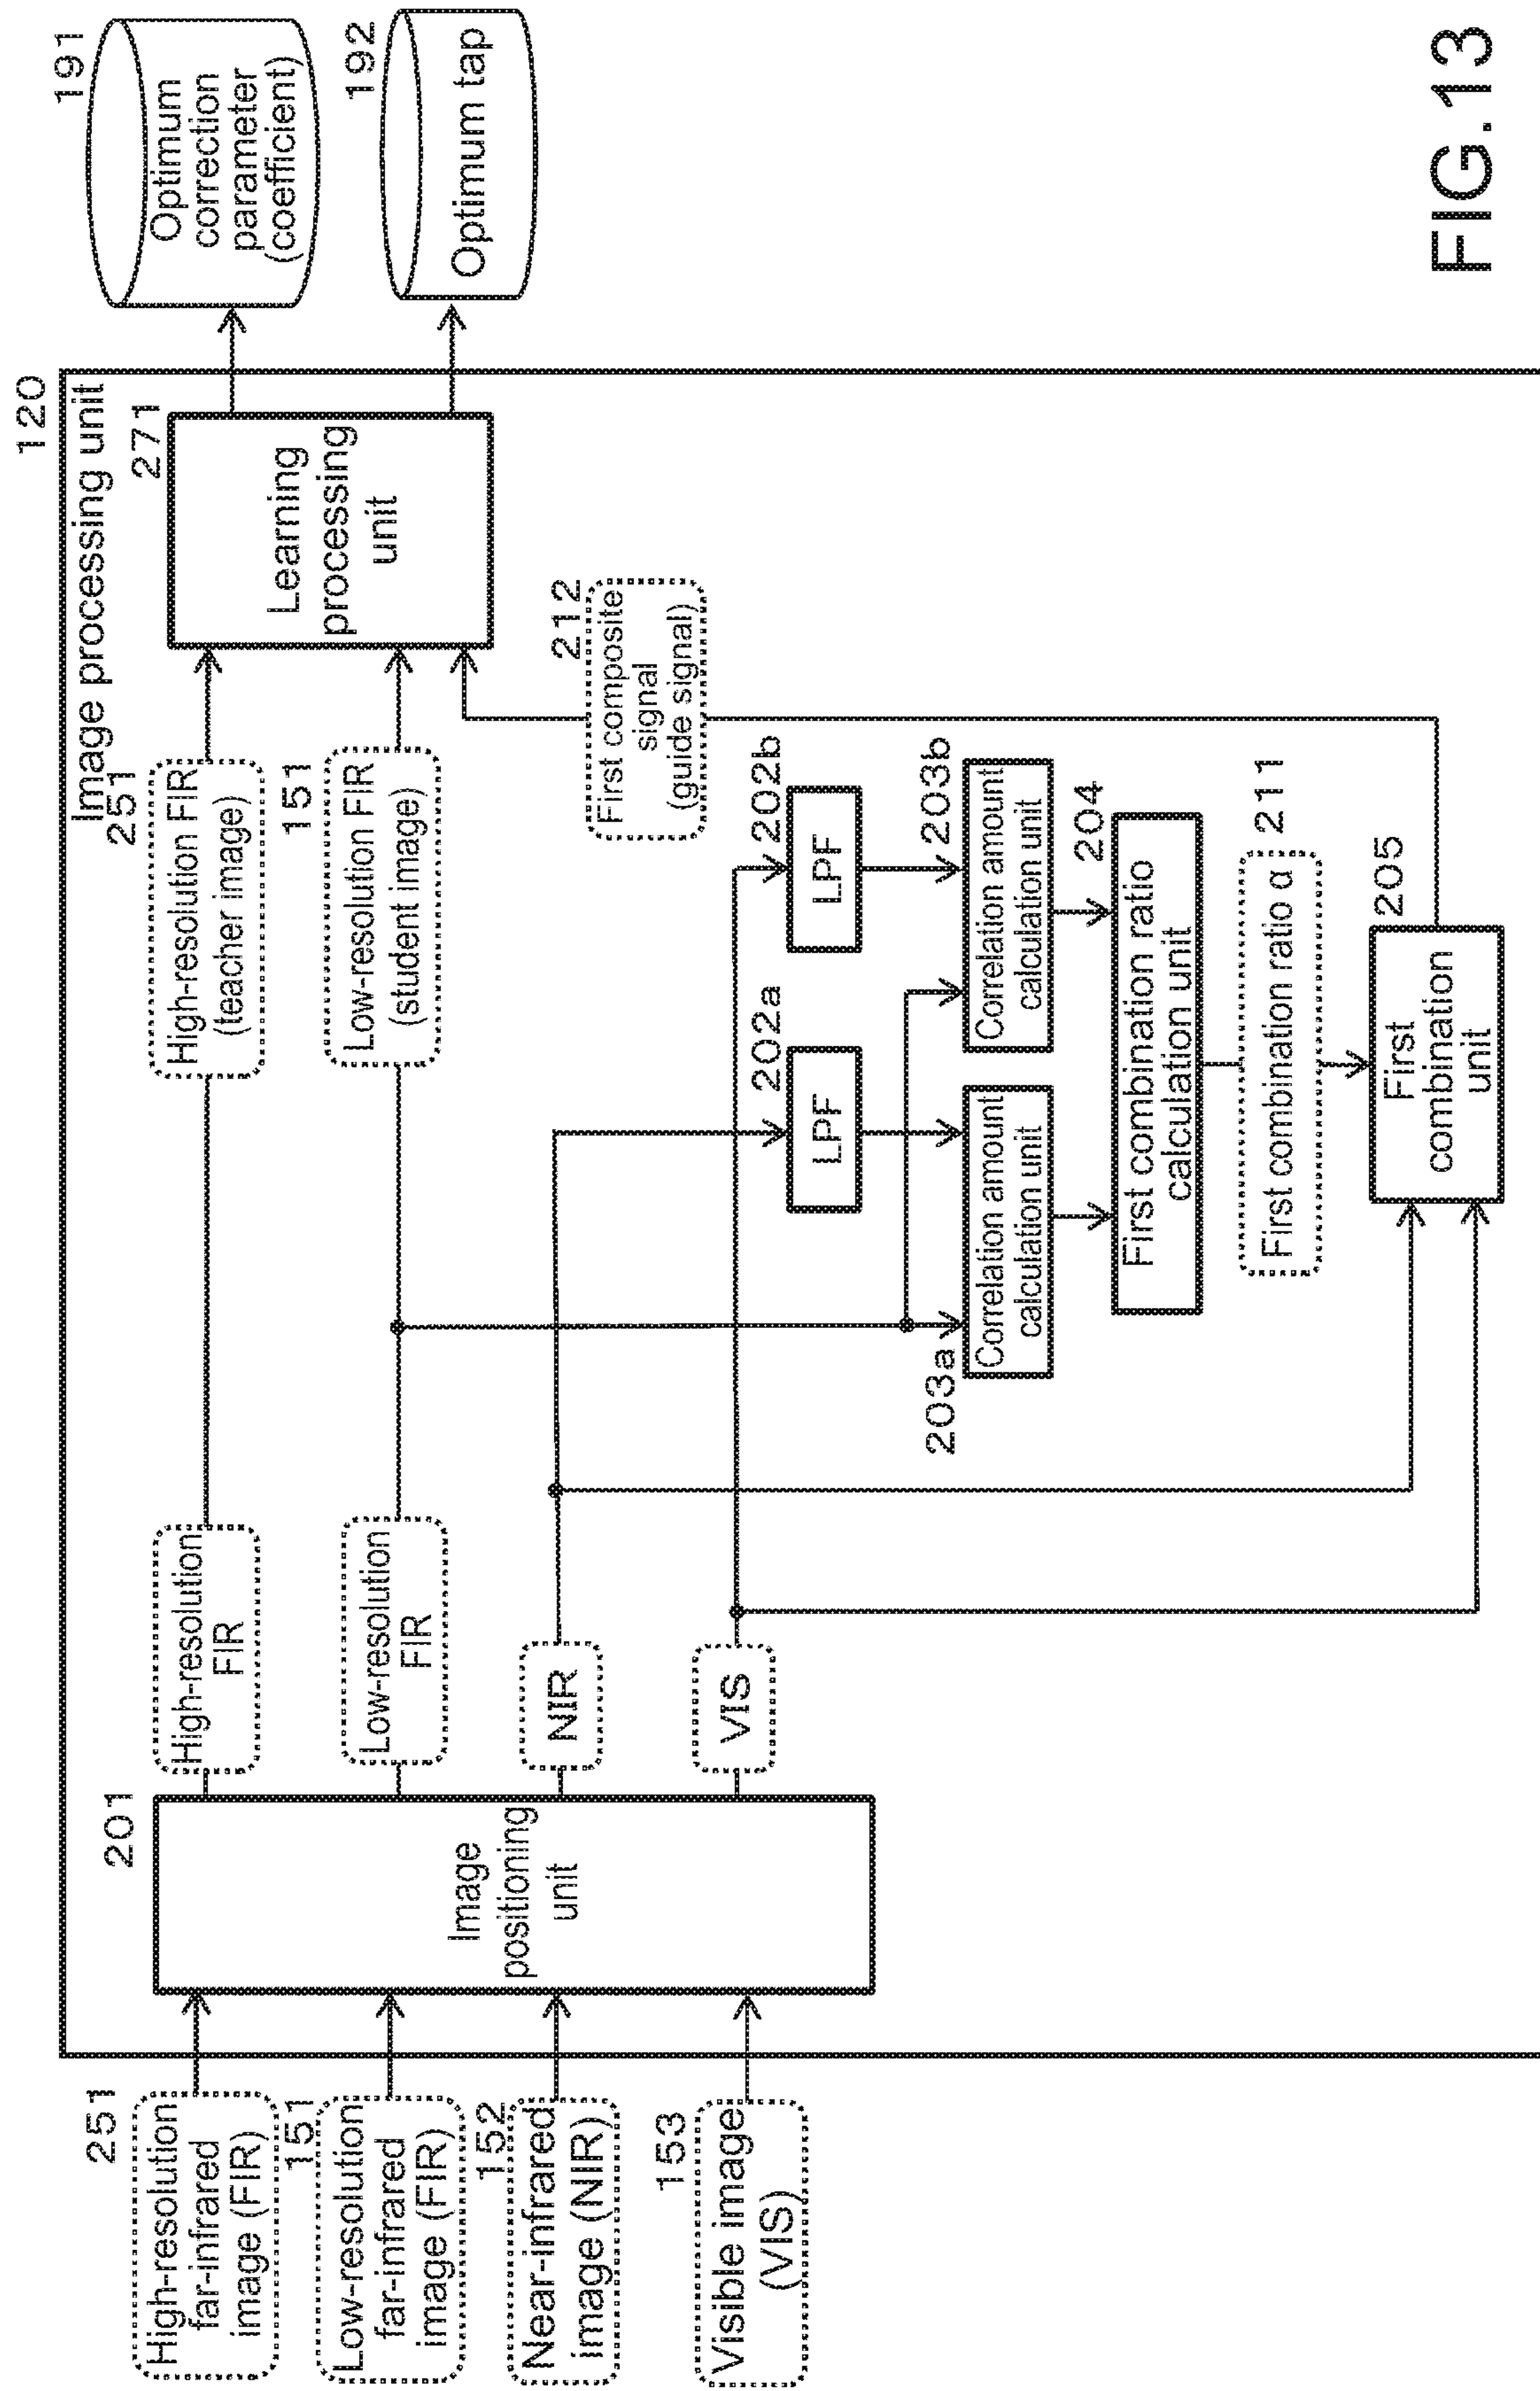 120
Image processing unit
251
High-resolution
far-infrared
image (FIR)
151
Low-resolution
far-infrared
image (FIR)
152
Near-infrared
image (NIR)
153
Visible image
(VIS)
201
Image
positioning
unit
High-resolution
FIR
Low-resolution
FIR
NIR
VIS
251
High-resolution FIR
(teacher image)
151
Low-resolution FIR
(student image)
202a
LPF
202b
LPF
203a
Correlation amount
calculation unit
203b
Correlation amount
calculation unit
204
First combination ratio
calculation unit
First combination ratio α
211
205
First
combination
unit
212
First composite
signal
(guide signal)
271
Learning
processing
unit
191
Optimum
correction
parameter
(coefficient)
192
Optimum tap
FIG.13